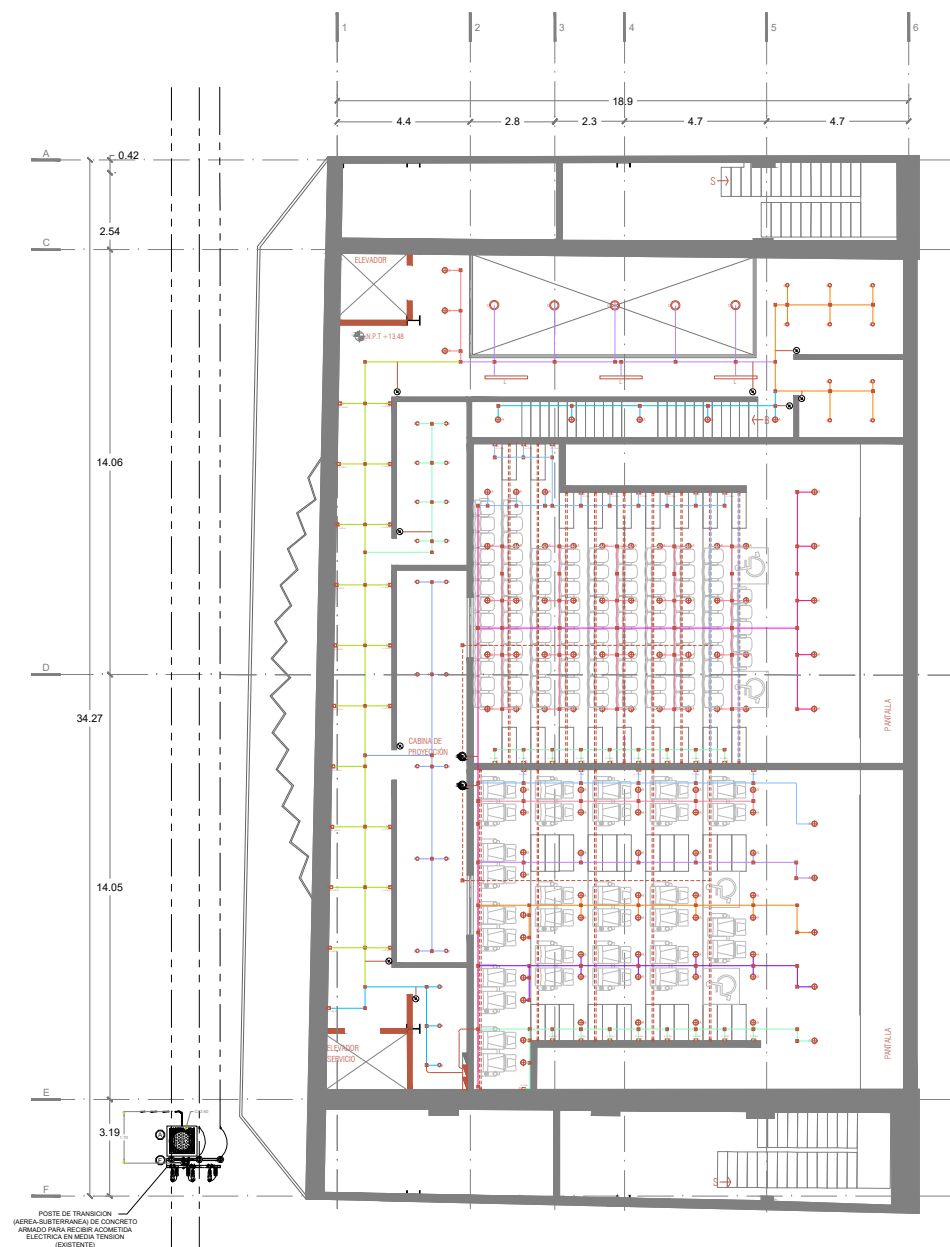 1
2
3
4
5
6
18.9
4.4
2.8
2.3
4.7
4.7
A
0.42
2.54
S
C
ELEVADOR
N.P.T +13.48
L
L
L
B
14.06
D
34.27
CABINA DE
PROYECCIÓN
PANTALLA
14.05
PANTALLA
ELEVADOR
SERVICIO
E
3.19
A
S
F
POSTE DE TRANSICION
(AEREA-SUBTERRANEA) DE CONCRETO
ARMADO PARA RECIBIR ACOMETIDA
ELECTRICA EN MEDIA TENSION
(EXISTENTE)